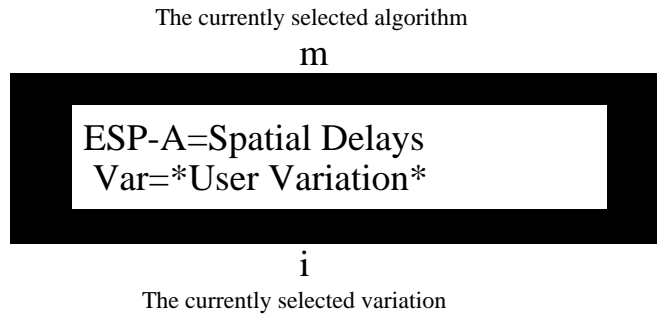 The currently selected algorithm
m
ESP-A=Spatial Delays
Var=*User Variation*
i
The currently selected variation